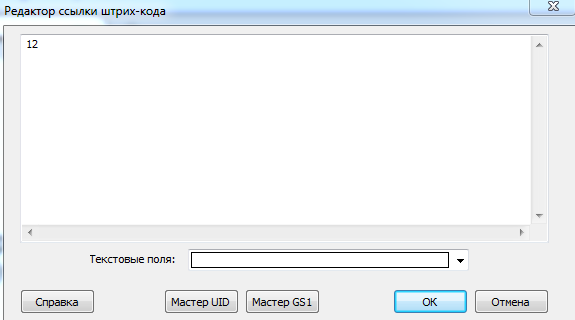 Редактор ссылки штрих-кода
12
Текстовые поля:
Справка
Мастер UID
Мастер GS1
OK
Отмена